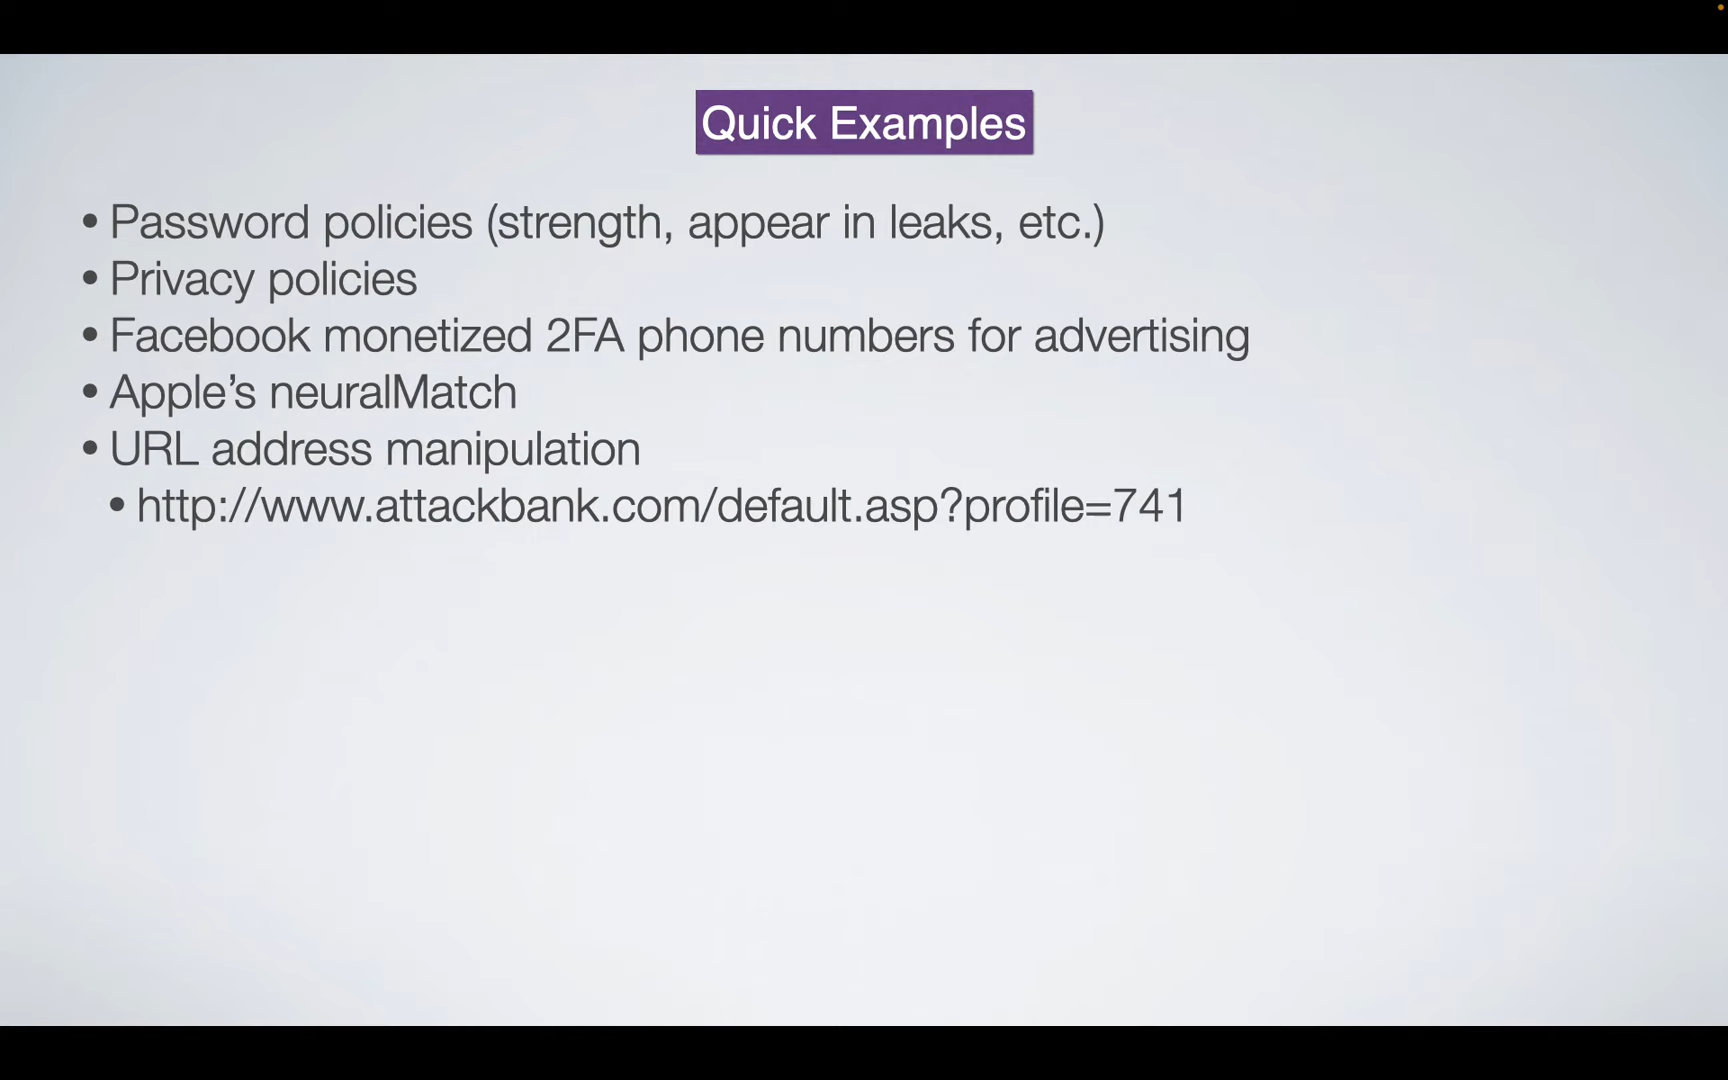 Quick Examples
• Password policies (strength, appear in leaks, etc.)
• Privacy policies
• Facebook monetized 2FA phone numbers for advertising
• Apple’s neuralMatch
• URL address manipulation
• http://www.attackbank.com/default.asp?profile=741